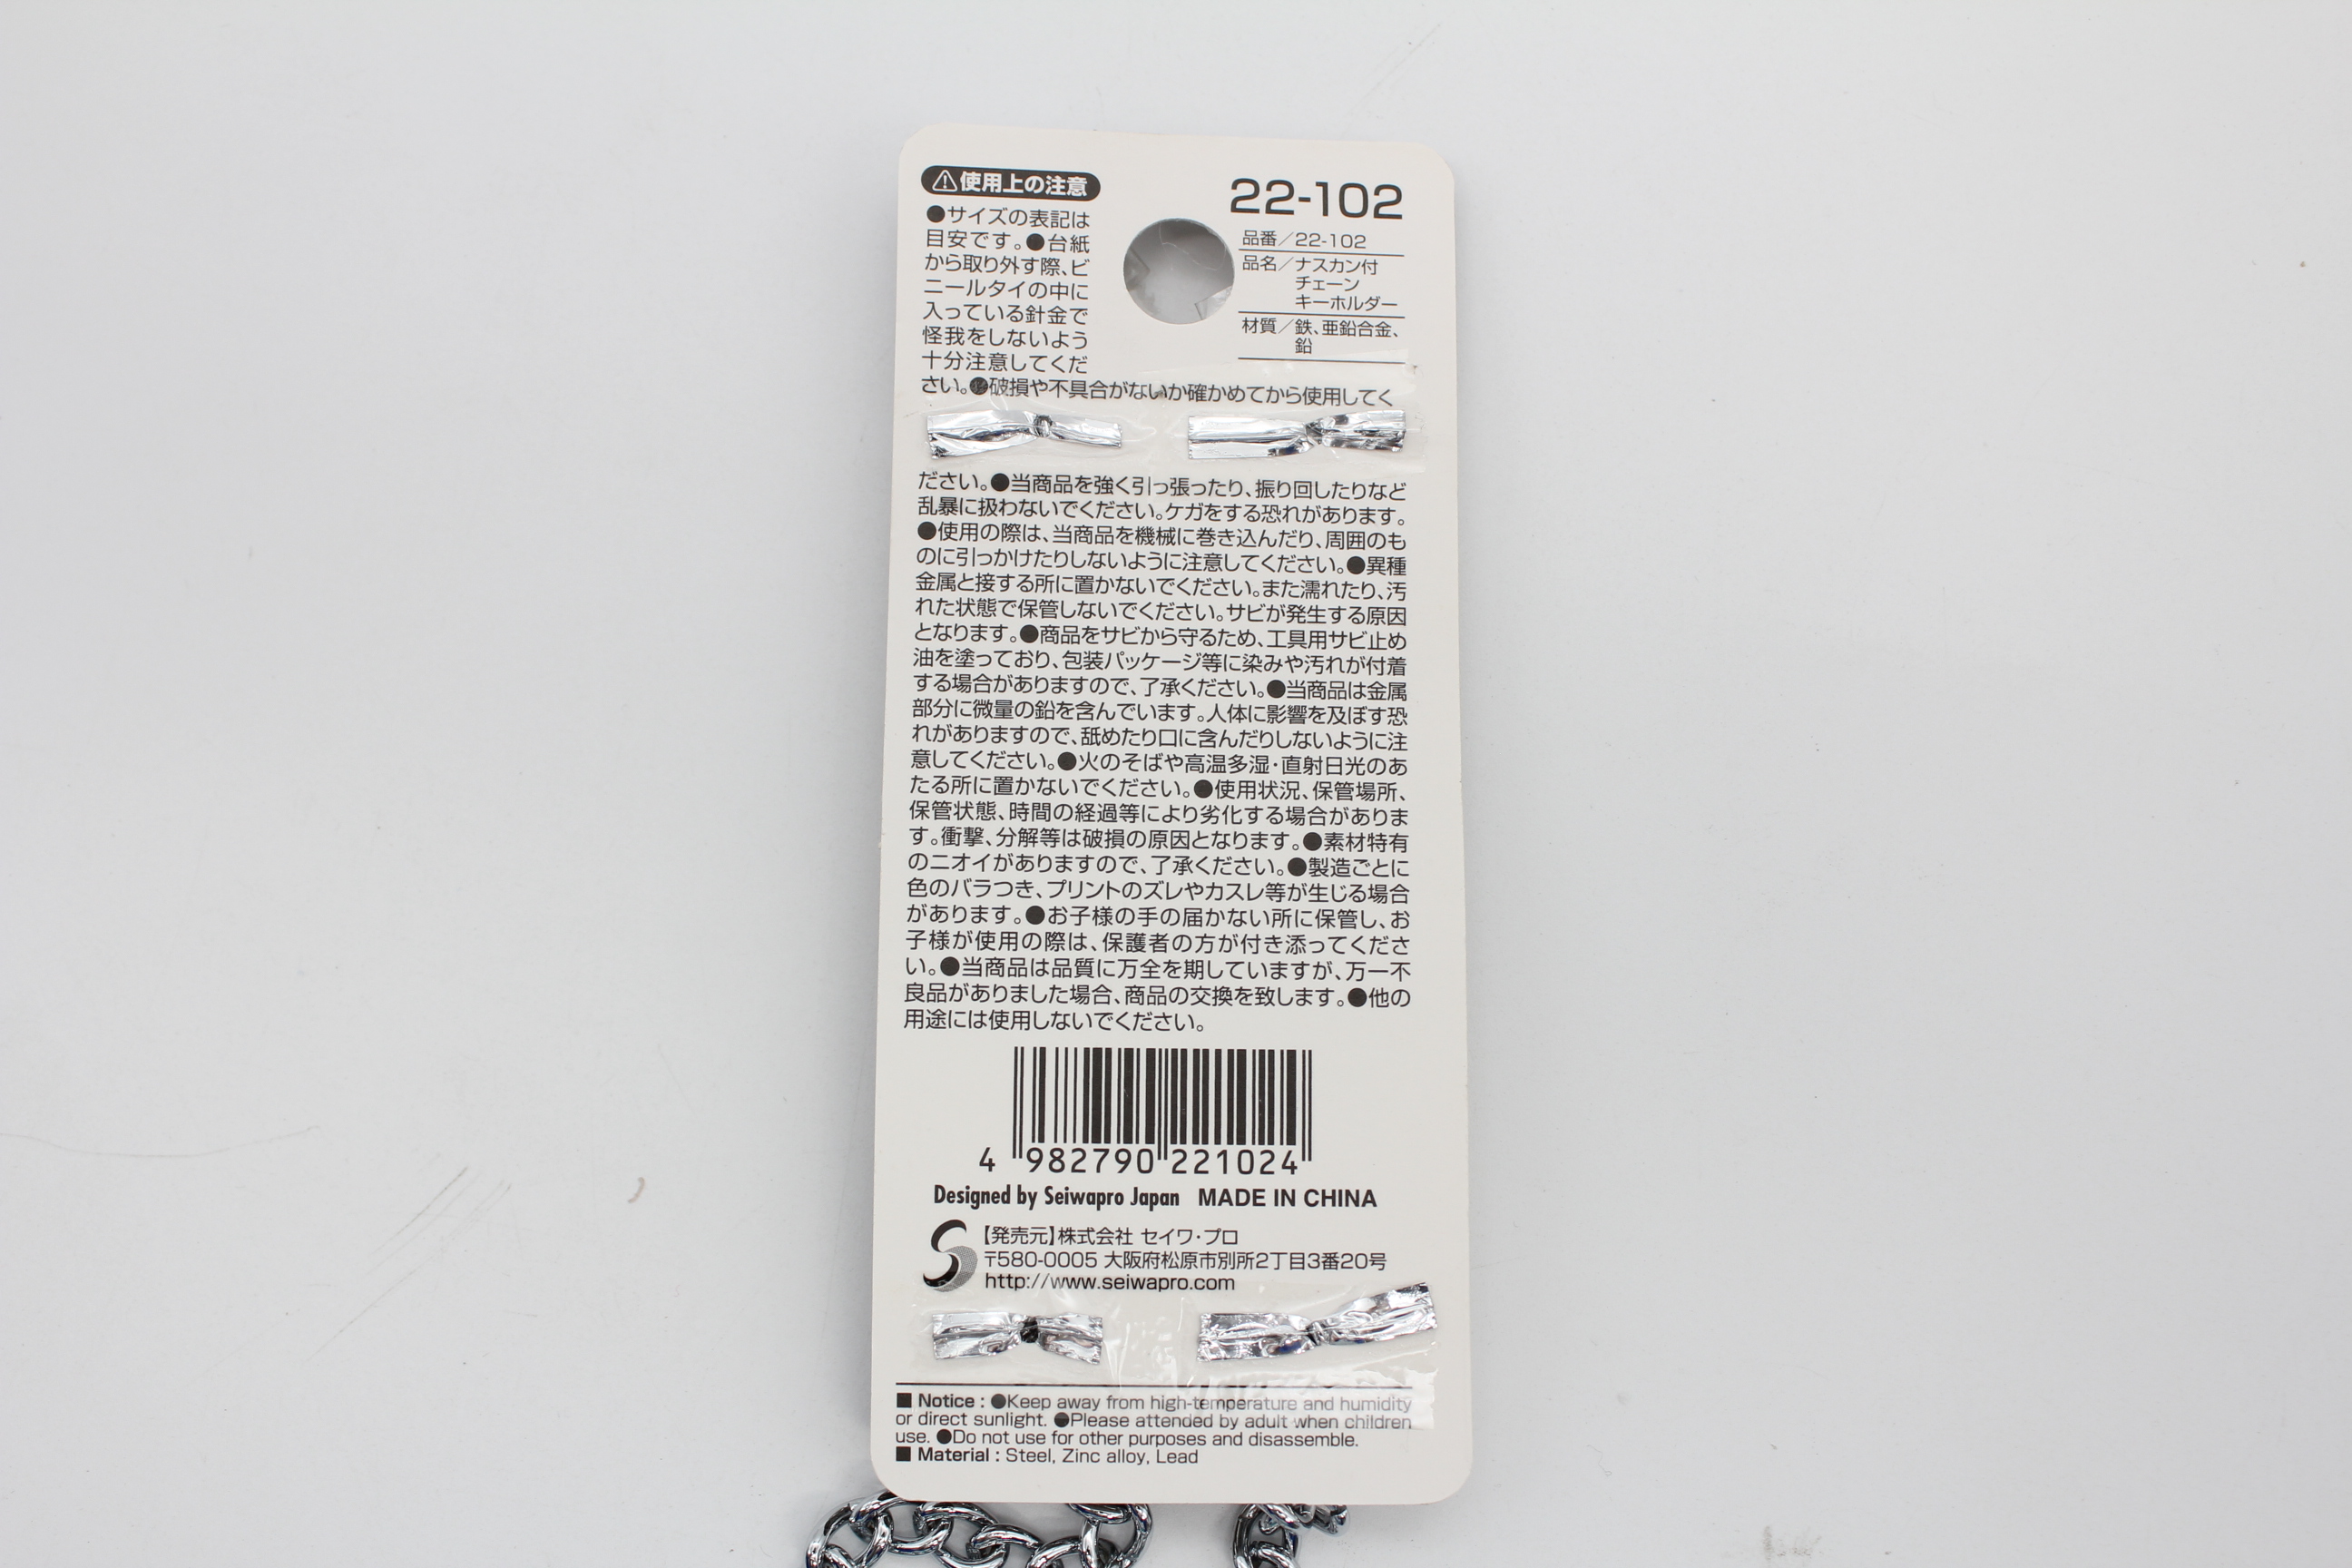 ⚠使用上の注意
●サイズの表記は
目安です。●台紙
から取り外す際、ビ
ニールタイの中に
入っている針金で
怪我をしないよう
十分注意してくだ
さい。●破損や不具合がないか確かめてから使用してく
22-102
品番／22-102
品名／ナスカン付
チェーン
キーホルダー
材質／鉄、亜鉛合金、
鉛
ださい。●当商品を強く引っ張ったり、振り回したりなど
乱暴に扱わないでください。ケガをする恐れがあります。
●使用の際は、当商品を機械に巻き込んだり、周囲のも
のに引っかけたりしないように注意してください。●異種
金属と接する所に置かないでください。また濡れたり、汚
れた状態で保管しないでください。サビが発生する原因
となります。●商品をサビから守るため、工具用サビ止め
油を塗っており、包装パッケージ等に染みや汚れが付着
する場合がありますので、了承ください。●当商品は金属
部分に微量の鉛を含んでいます。人体に影響を及ぼす恐
れがありますので、舐めたり口に含んだりしないように注
意してください。●火のそばや高温多湿・直射日光のあ
たる所に置かないでください。●使用状況、保管場所、
保管状態、時間の経過等により劣化する場合がありま
す。衝撃、分解等は破損の原因となります。●素材特有
のニオイがありますので、了承ください。●製造ごとに
色のバラつき、プリントのズレやカスレ等が生じる場合
があります。●お子様の手の届かない所に保管し、お
子様が使用の際は、保護者の方が付き添ってくださ
い。●当商品は品質に万全を期していますが、万一不
良品がありました場合、商品の交換を致します。●他の
用途には使用しないでください。
4 982790 221024
Designed by Seiwapro Japan MADE IN CHINA
【発売元】株式会社 セイワ・プロ
〒580-0005 大阪府松原市別所2丁目3番20号
http://www.seiwapro.com
■ Notice : ●Keep away from high-temperature and humidity
or direct sunlight. ●Please attended by adult when children
use. ●Do not use for other purposes and disassemble.
■ Material : Steel, Zinc alloy, Lead